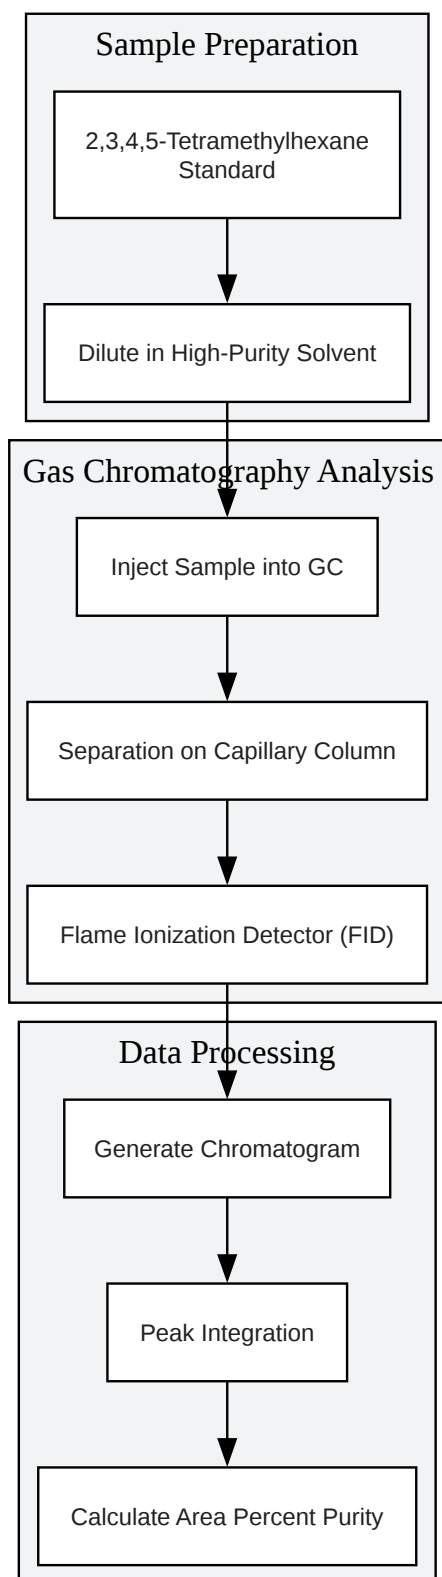 Sample Preparation
2,3,4,5-Tetramethylhexane
Standard
Dilute in High-Purity Solvent
Gas Chromatography Analysis
Inject Sample into GC
Separation on Capillary Column
Flame Ionization Detector (FID)
Data Processing
Generate Chromatogram
Peak Integration
Calculate Area Percent Purity